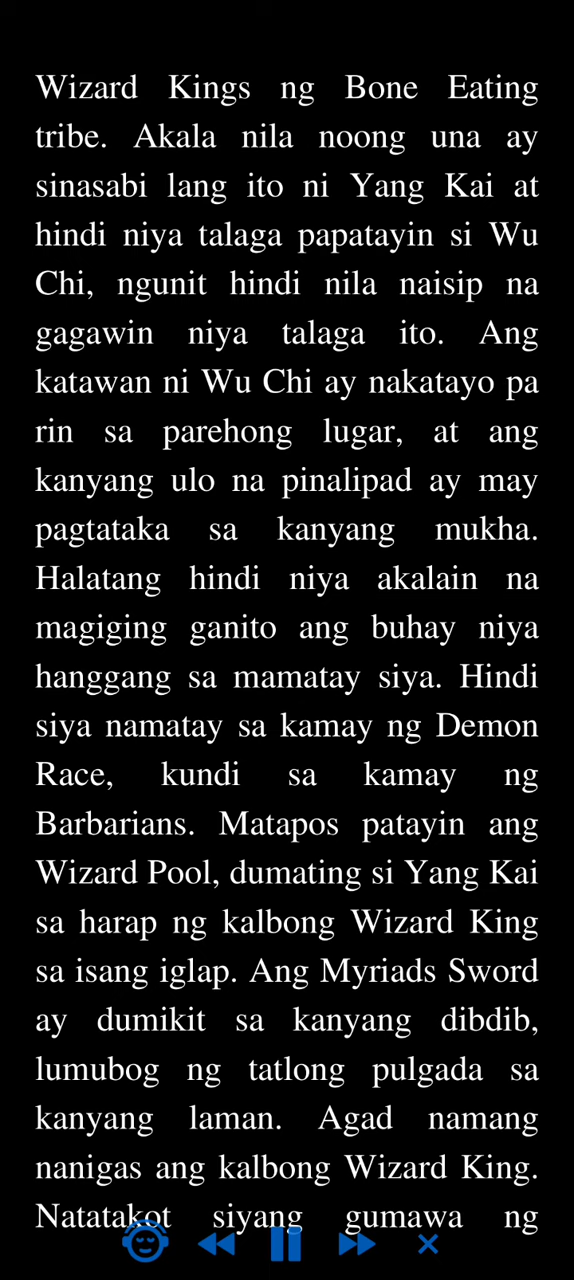 Wizard Kings ng Bone Eating
tribe. Akala nila noong una ay
sinasabi lang ito ni Yang Kai at
hindi niya talaga papatayin si Wu
Chi, ngunit hindi nila naisip na
gagawin niya talaga ito. Ang
katawan ni Wu Chi ay nakatayo pa
rin sa parehong lugar, at ang
kanyang ulo na pinalipad ay may
pagtataka sa kanyang mukha.
Halatang hindi niya akalain na
magiging ganito ang buhay niya
hanggang sa mamatay siya. Hindi
siya namatay sa kamay ng Demon
Race, kundi sa kamay ng
Barbarians. Matapos patayin ang
Wizard Pool, dumating si Yang Kai
sa harap ng kalbong Wizard King
sa isang iglap. Ang Myriads Sword
ay dumikit sa kanyang dibdib,
lumubog ng tatlong pulgada sa
kanyang laman. Agad namang
nanigas ang kalbong Wizard King.
Natatakot siyang gumawa ng